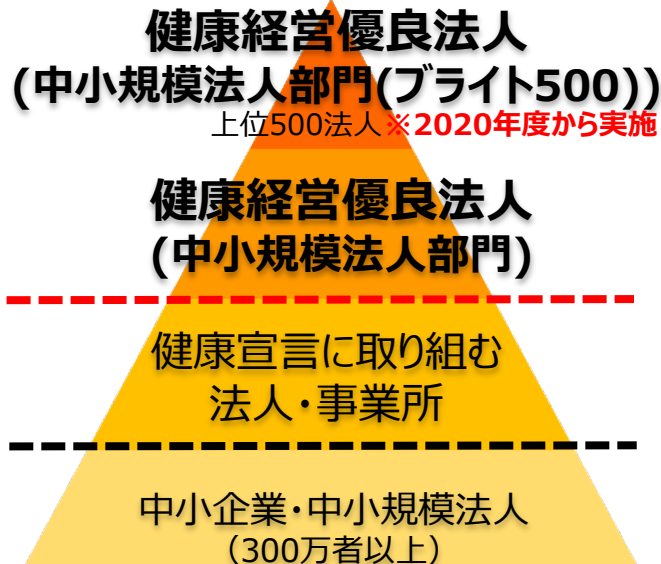 健康経営優良法人
(中小規模法人部門(ブライト500))
上位500法人※2020年度から実施
健康経営優良法人
(中小規模法人部門)
健康宣言に取り組む
法人・事業所
中小企業・中小規模法人
（300万者以上）